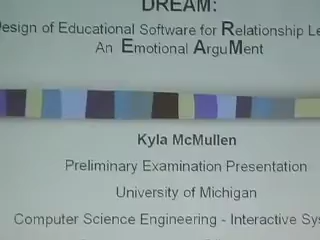 DREAM:
Design of Educational Software for Relationship Le
An Emotional ArguMent
Kyla McMullen
Preliminary Examination Presentation
University of Michigan
Computer Science Engineering - Interactive Sys